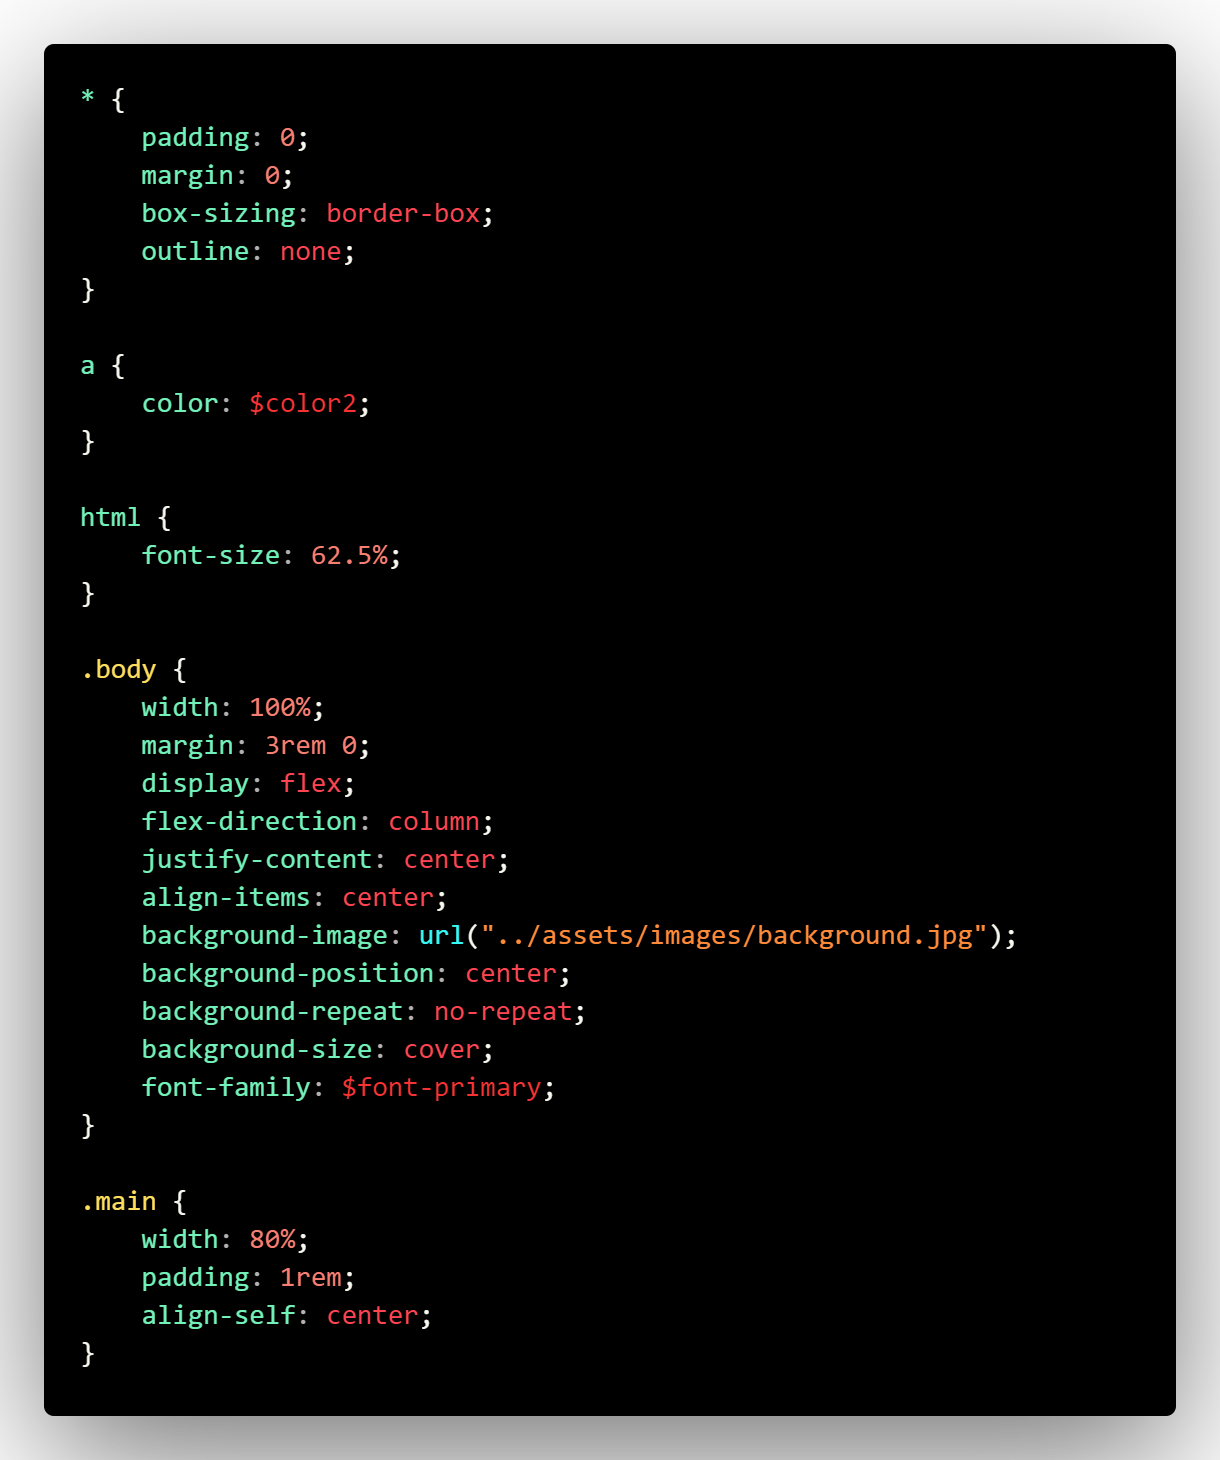 * {
    padding: 0;
    margin: 0;
    box-sizing: border-box;
    outline: none;
}

a {
    color: $color2;
}

html {
    font-size: 62.5%;
}

.body {
    width: 100%;
    margin: 3rem 0;
    display: flex;
    flex-direction: column;
    justify-content: center;
    align-items: center;
    background-image: url("../assets/images/background.jpg");
    background-position: center;
    background-repeat: no-repeat;
    background-size: cover;
    font-family: $font-primary;
}

.main {
    width: 80%;
    padding: 1rem;
    align-self: center;
}